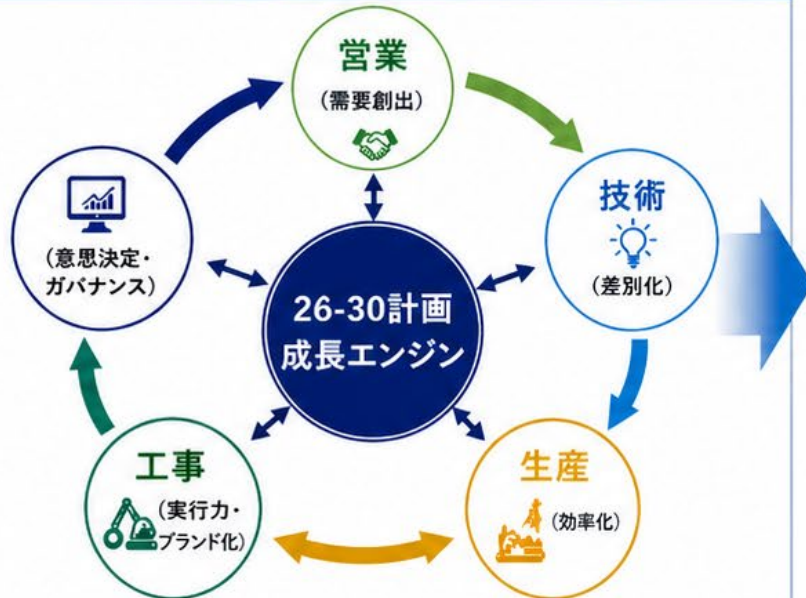 営業
(需要創出)
技術
(差別化)
(意思決定・
ガバナンス)
26-30計画
成長エンジン
工事
(実行力・
ブランド化)
生産
(効率化)